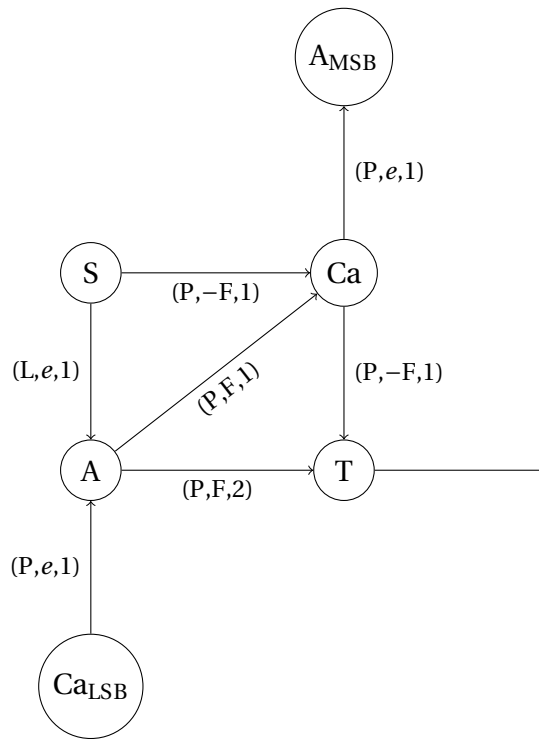 A_MSB
(P,e,1)
S
Ca
(P,−F,1)
(L,e,1)
(P,F,1)
(P,−F,1)
A
T
(P,F,2)
(P,e,1)
Ca_LSB